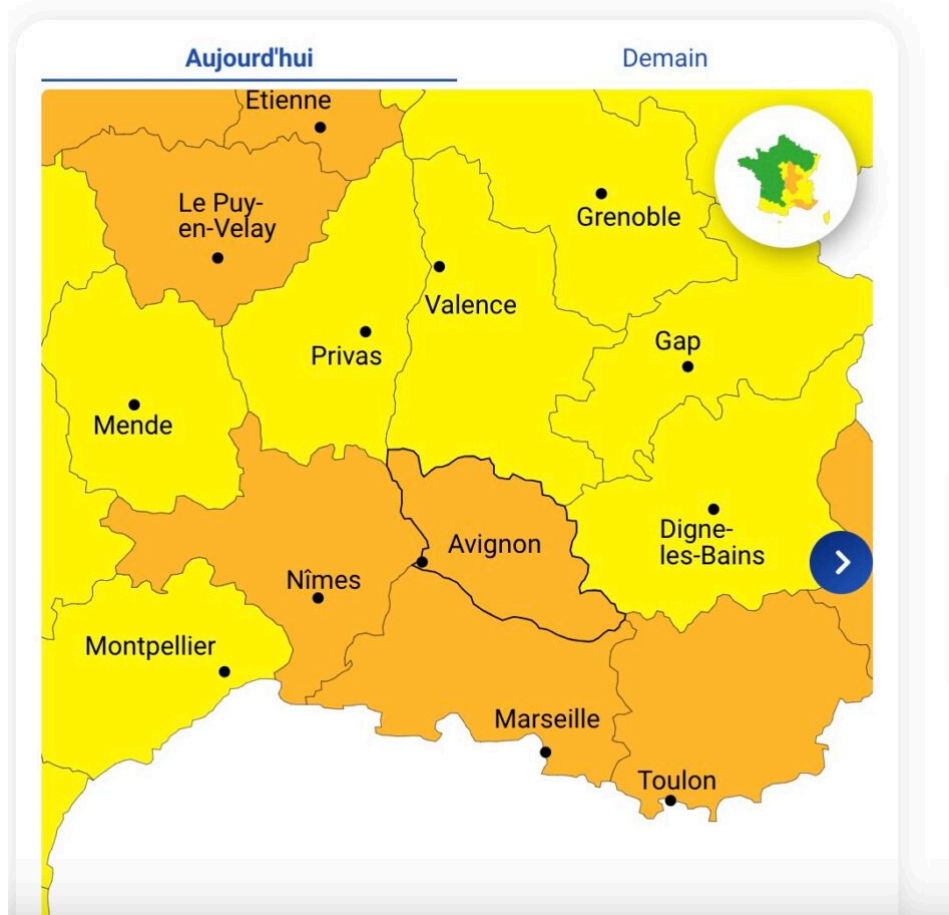 Aujourd'hui
Demain
Etienne
Le Puy-
en-Velay
Grenoble
Valence
Gap
Privas
Mende
Avignon
Digne-
les-Bains
Nîmes
Montpellier
Marseille
Toulon